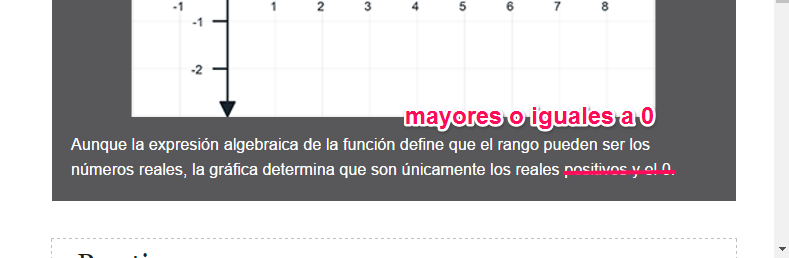 -1 1 2 3 4 5 6 7 8
-1
-2
mayores o iguales a 0
Aunque la expresión algebraica de la función define que el rango pueden ser los
números reales, la gráfica determina que son únicamente los reales positivos y el 0.